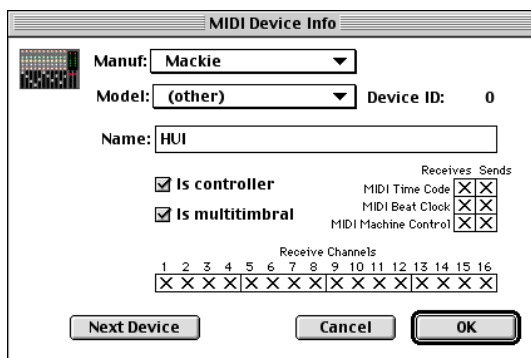 MIDI Device Info
Manuf: Mackie
Model: (other) Device ID: 0
Name: HUI
Receives Sends
Is controller
MIDI Time Code
MIDI Beat Clock
Is multitimbral
MIDI Machine Control
Receive Channels
1 2 3 4 5 6 7 8 9 10 11 12 13 14 15 16
Next Device Cancel OK